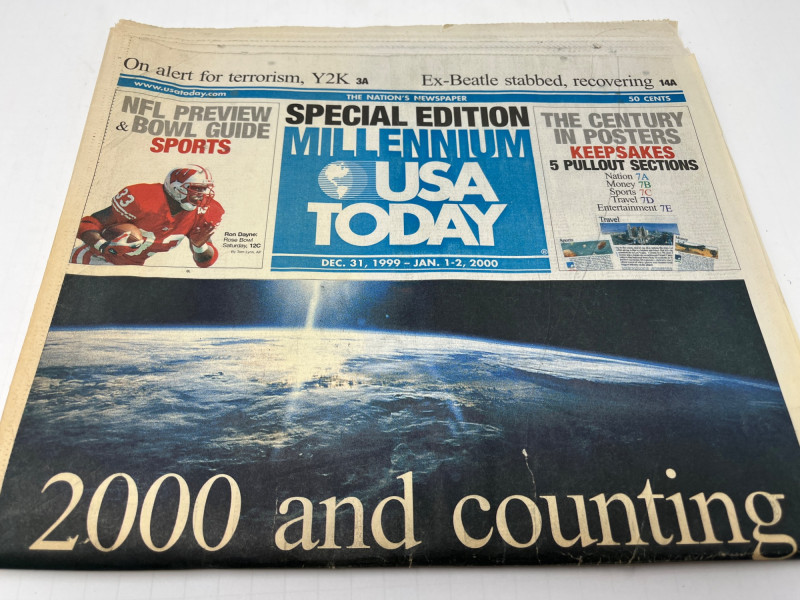 On alert for terrorism, Y2K 3A
Ex-Beatle stabbed, recovering 14A
www.usatoday.com
THE NATION'S NEWSPAPER
50 CENTS
NFL PREVIEW
& BOWL GUIDE
SPORTS
Ron Dayne:
Rose Bowl
Saturday, 12C
SPECIAL EDITION
MILLENNIUM
USA
TODAY
DEC. 31, 1999 – JAN. 1-2, 2000
THE CENTURY
IN POSTERS
KEEPSAKES
5 PULLOUT SECTIONS
Nation 7A
Money 7B
Sports 7C
Travel 7D
Entertainment 7E
Travel
2000 and counting